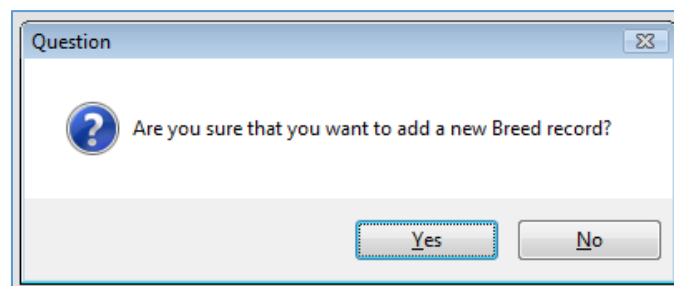 Question
Are you sure that you want to add a new Breed record?
Yes
No